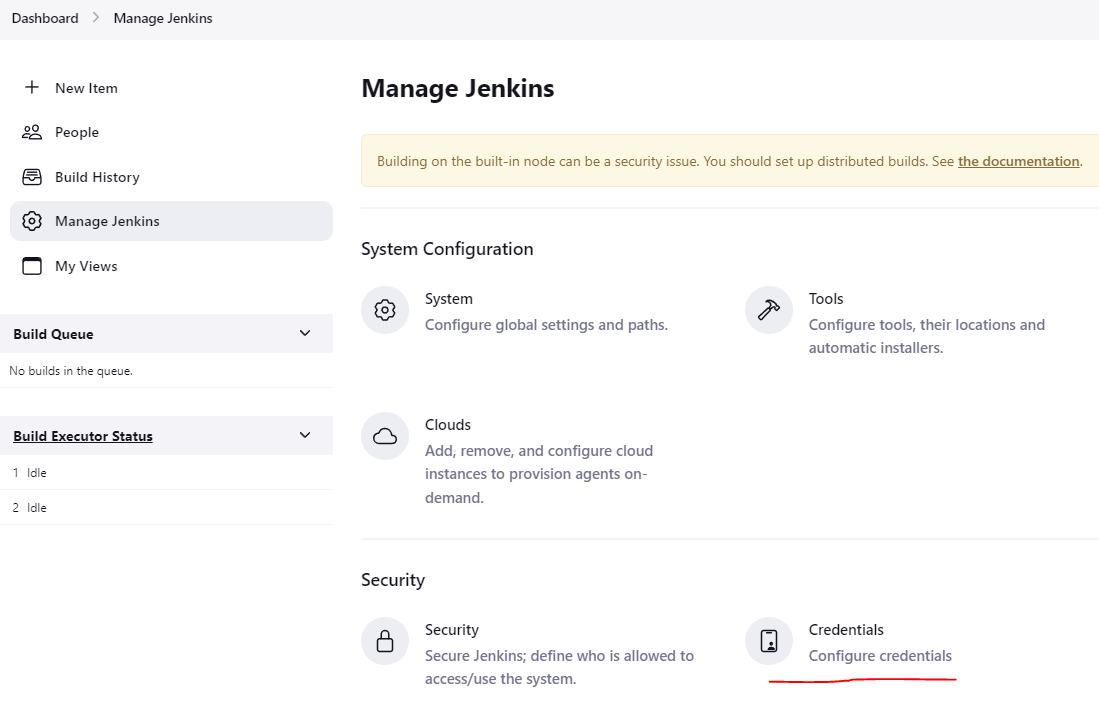 Dashboard > Manage Jenkins
New Item
People
Build History
Manage Jenkins
My Views
Build Queue
No builds in the queue.
Build Executor Status
1 Idle
2 Idle
Manage Jenkins
Building on the built-in node can be a security issue. You should set up distributed builds. See the documentation.
System Configuration
System
Configure global settings and paths.
Tools
Configure tools, their locations and
automatic installers.
Clouds
Add, remove, and configure cloud
instances to provision agents on-
demand.
Security
Security
Secure Jenkins; define who is allowed to
access/use the system.
Credentials
Configure credentials